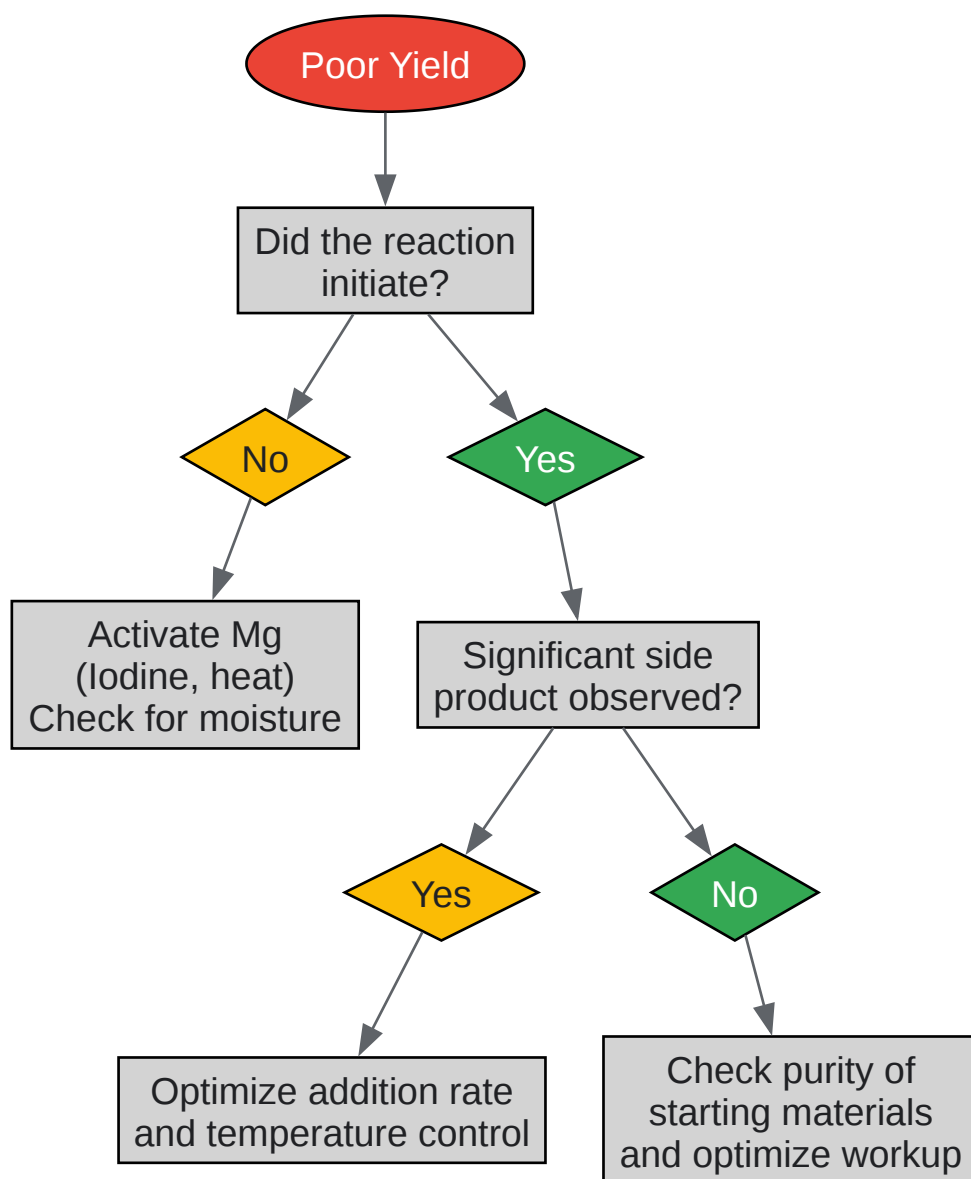 Poor Yield
Did the reaction
initiate?
No
Yes
Activate Mg
(Iodine, heat)
Check for moisture
Significant side
product observed?
Yes
No
Optimize addition rate
and temperature control
Check purity of
starting materials
and optimize workup